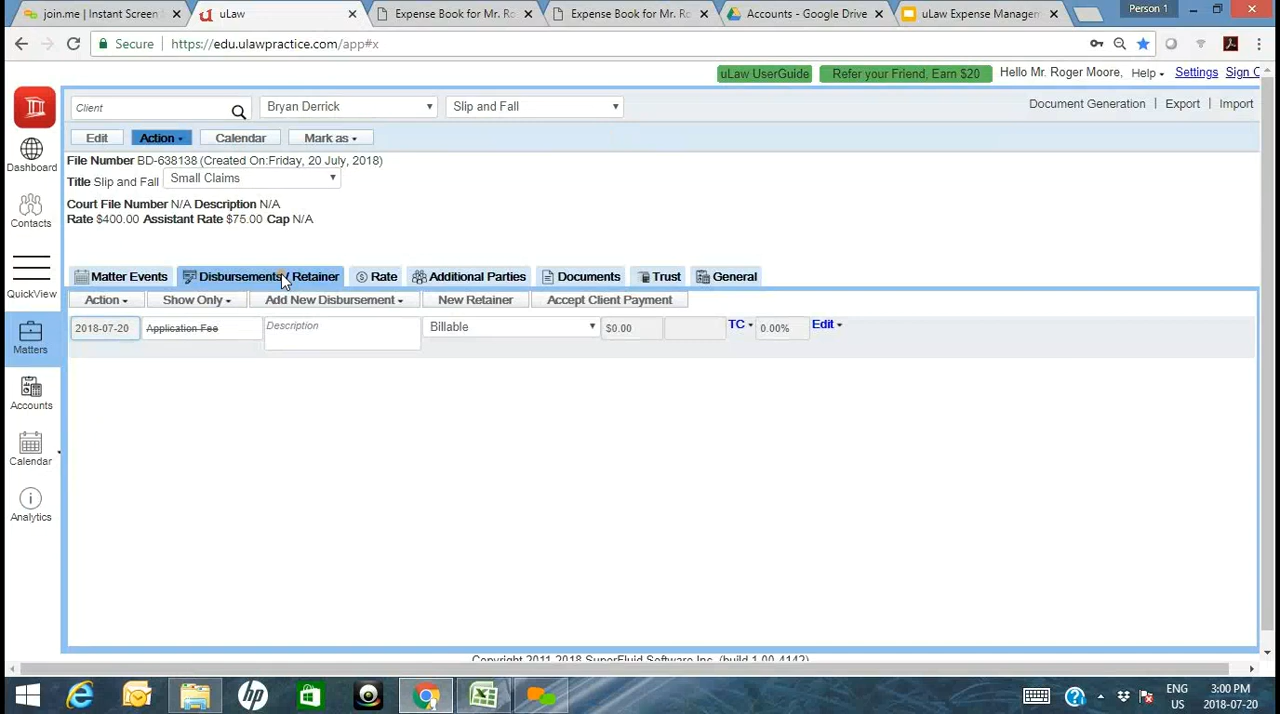 join.me | Instant Screen
uLaw
Expense Book for Mr. Ro
Expense Book for Mr. Ro
Accounts - Google Drive
uLaw Expense Managem
Person 1
Secure
https://edu.ulawpractice.com/app#x
uLaw UserGuide
Refer your Friend, Earn $20
Hello Mr. Roger Moore,
Help
Settings
Sign
Client
Bryan Derrick
Slip and Fall
Document Generation | Export | Import
Edit
Action
Calendar
Mark as
File Number BD-638138 (Created On:Friday, 20 July, 2018)
Title Slip and Fall
Small Claims
Court File Number N/A Description N/A
Rate $400.00 Assistant Rate $75.00 Cap N/A
Dashboard
Contacts
QuickView
Matters
Accounts
Calendar
Analytics
Matter Events
Disbursements / Retainer
Rate
Additional Parties
Documents
Trust
General
Action
Show Only
Add New Disbursement
New Retainer
Accept Client Payment
2018-07-20
Application Fee
Description
Billable
$0.00
TC
0.00%
Edit
Copyright 2011-2018 SuperFluid Software Inc. (build 1.00-4142)
hp
ENG
US
3:00 PM
2018-07-20